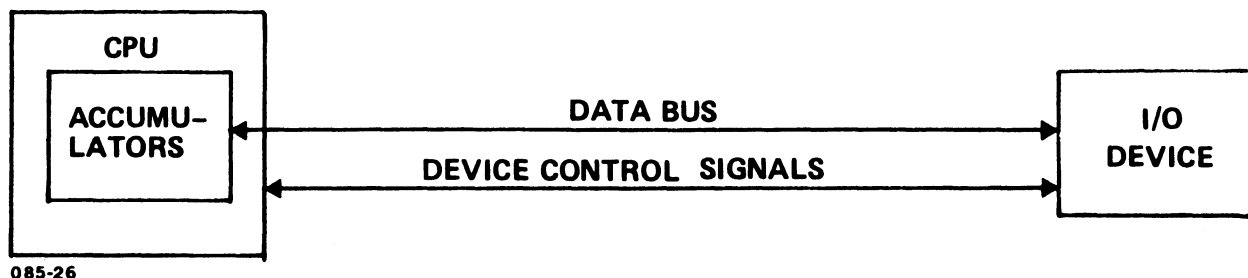 CPU
ACCUMU–
LATORS
DATA BUS
DEVICE CONTROL SIGNALS
I/O
DEVICE
085-26